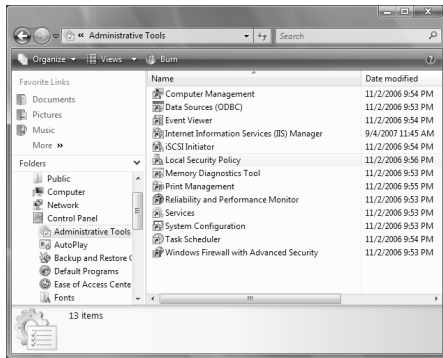 « Administrative Tools
Search
Organize Views Burn
Favorite Links
Documents
Pictures
Music
More »
Folders
Public
Computer
Network
Control Panel
Administrative Tools
AutoPlay
Backup and Restore C
Default Programs
Ease of Access Cente
Fonts
Name Date modified
Computer Management 11/2/2006 9:54 PM
Data Sources (ODBC) 11/2/2006 9:53 PM
Event Viewer 11/2/2006 9:54 PM
Internet Information Services (IIS) Manager 9/4/2007 11:45 AM
iSCSI Initiator 11/2/2006 9:54 PM
Local Security Policy 11/2/2006 9:56 PM
Memory Diagnostics Tool 11/2/2006 9:53 PM
Print Management 11/2/2006 9:55 PM
Reliability and Performance Monitor 11/2/2006 9:53 PM
Services 11/2/2006 9:53 PM
System Configuration 11/2/2006 9:53 PM
Task Scheduler 11/2/2006 9:54 PM
Windows Firewall with Advanced Security 11/2/2006 9:53 PM
13 items